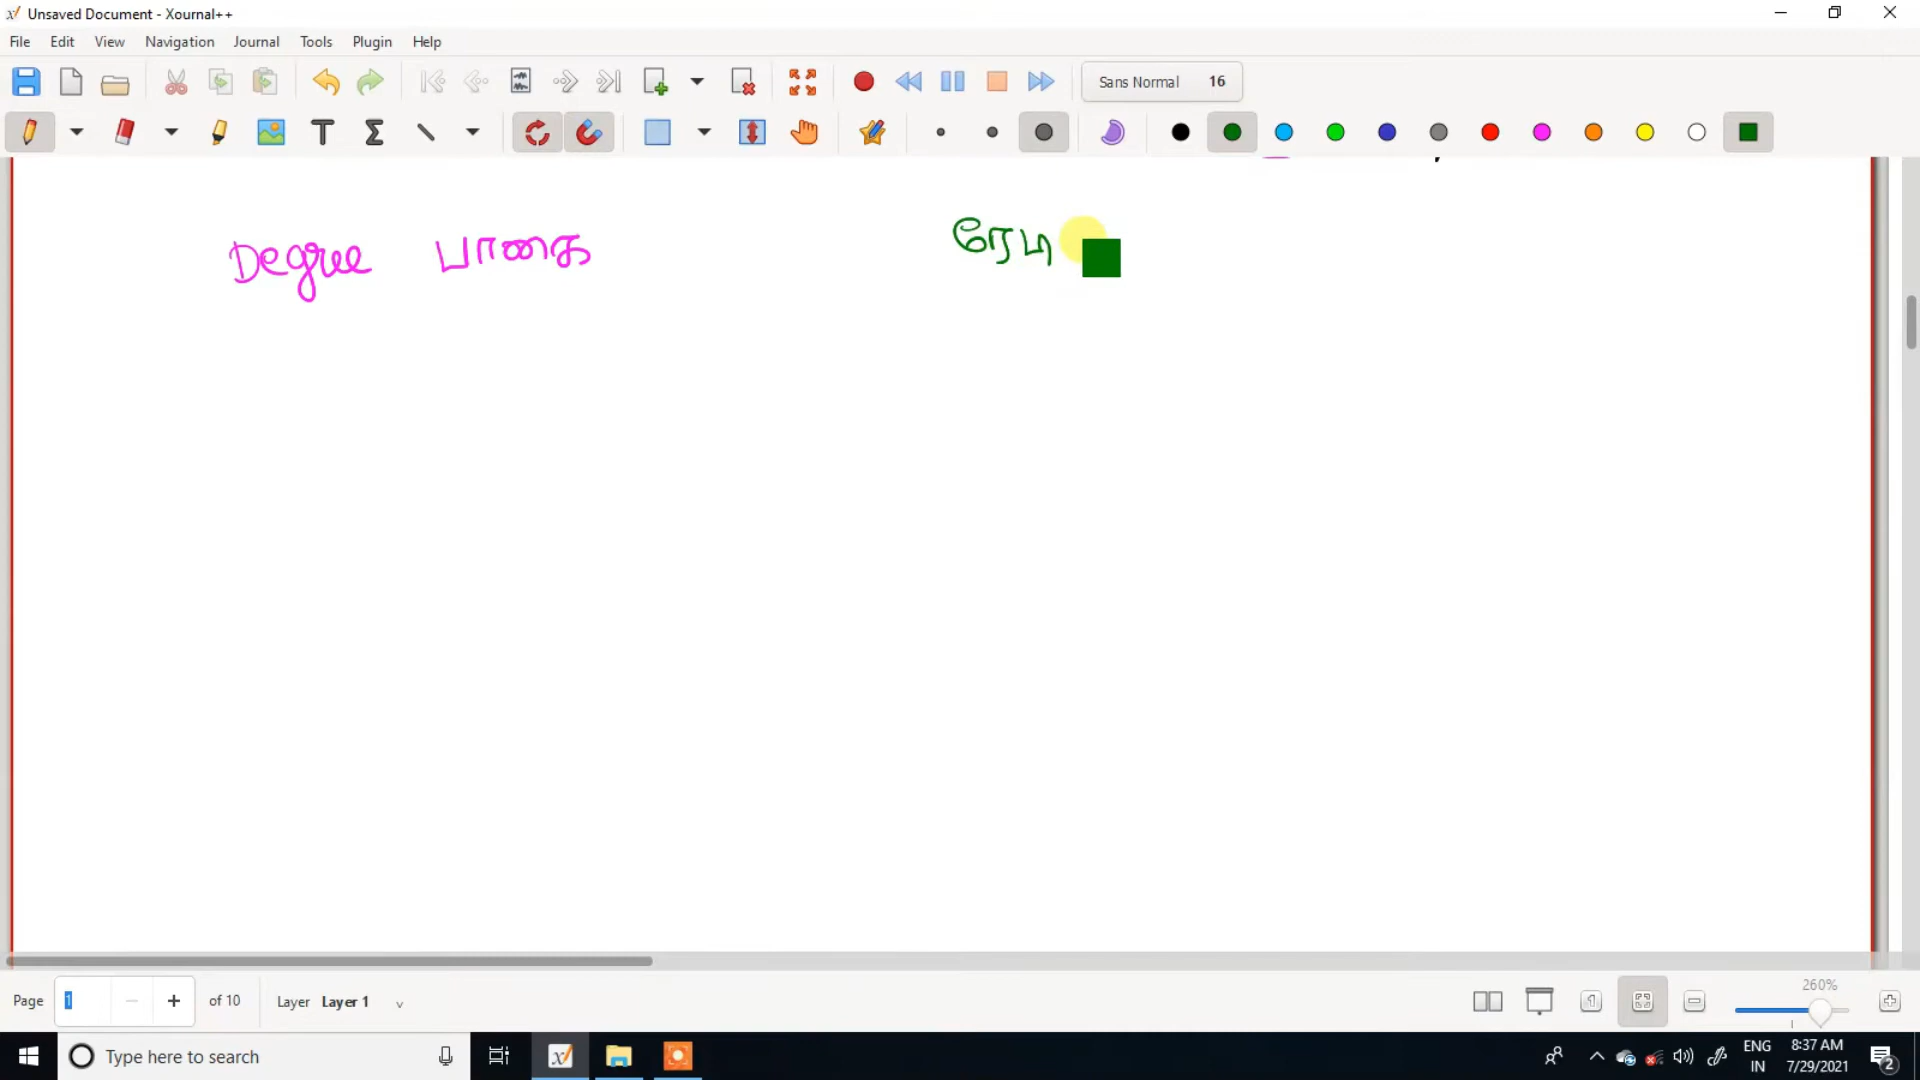 Unsaved Document - Xournal++
File Edit View Navigation Journal Tools Plugin Help
Sans Normal 16
Degree பாகை ரேடி
Page 1 of 10 Layer Layer 1
260%
Type here to search
ENG 8:37 AM
IN 7/29/2021
2